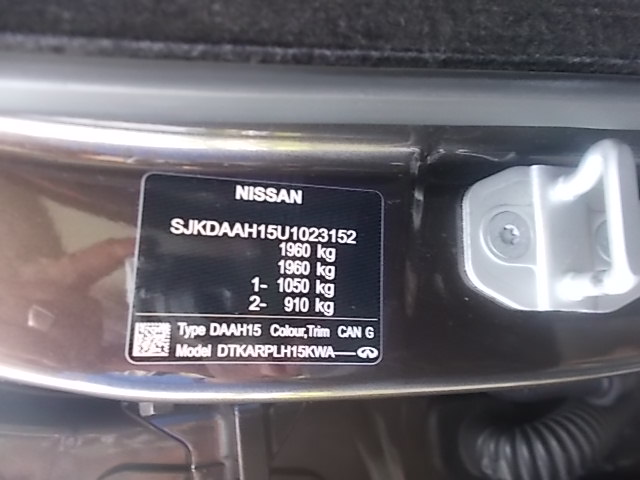 NISSAN
SJKDAAH15U1023152
1960 kg
1960 kg
1- 1050 kg
2- 910 kg
Type DAAH15 Colour,Trim CAN G
Model DTKARPLH15KWA--